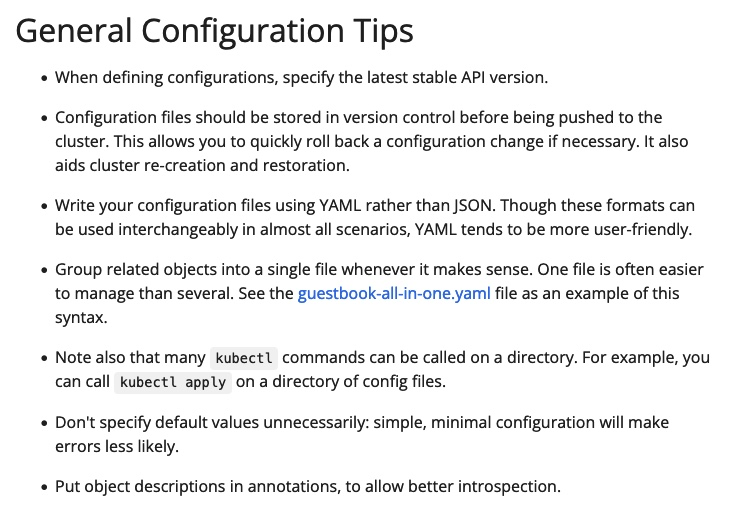 General Configuration Tips
• When defining configurations, specify the latest stable API version.
• Configuration files should be stored in version control before being pushed to the
cluster. This allows you to quickly roll back a configuration change if necessary. It also
aids cluster re-creation and restoration.
• Write your configuration files using YAML rather than JSON. Though these formats can
be used interchangeably in almost all scenarios, YAML tends to be more user-friendly.
• Group related objects into a single file whenever it makes sense. One file is often easier
to manage than several. See the guestbook-all-in-one.yaml file as an example of this
syntax.
• Note also that many kubectl commands can be called on a directory. For example, you
can call kubectl apply on a directory of config files.
• Don't specify default values unnecessarily: simple, minimal configuration will make
errors less likely.
• Put object descriptions in annotations, to allow better introspection.